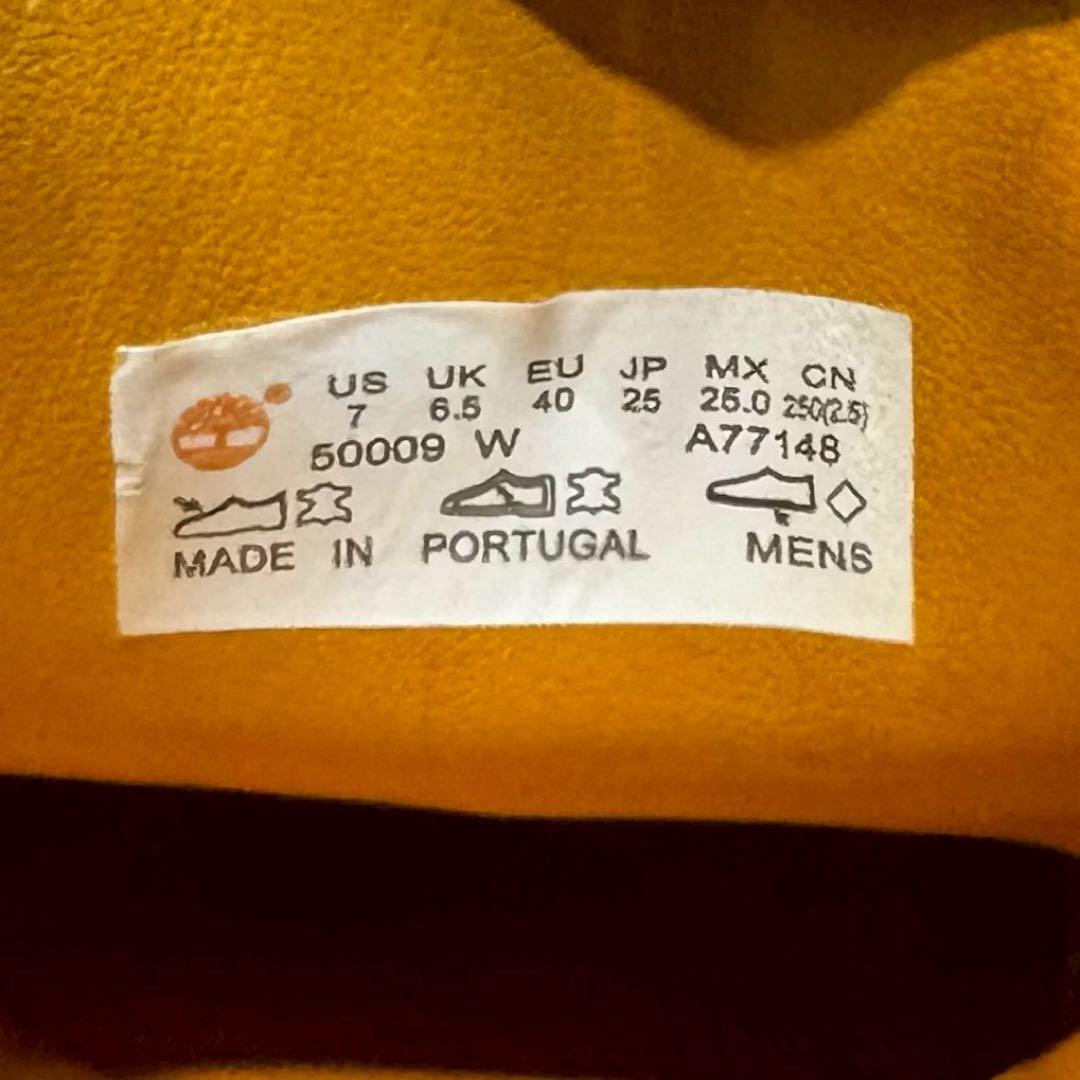 US UK EU JP MX CN
7 6.5 40 25 25.0 250(2.5)
50009 W A77148
MADE IN PORTUGAL MENS